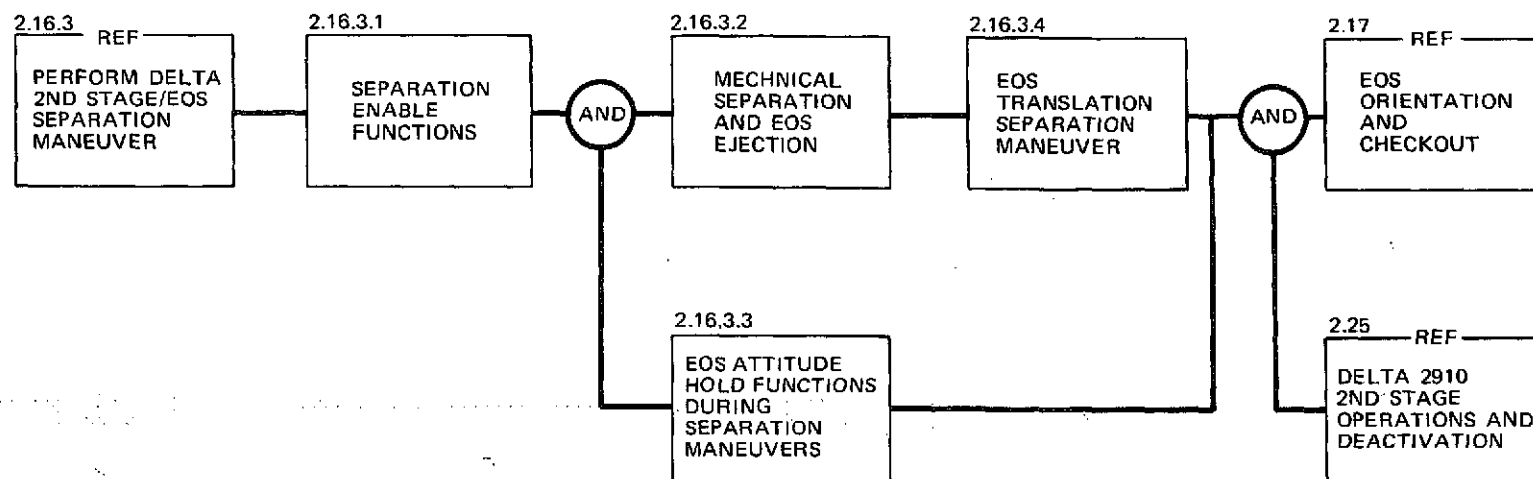 2.16.3
REF
PERFORM DELTA
2ND STAGE/EOS
SEPARATION
MANEUVER
2.16.3.1
SEPARATION
ENABLE
FUNCTIONS
AND
2.16.3.2
MECHNICAL
SEPARATION
AND EOS
EJECTION
2.16.3.4
EOS
TRANSLATION
SEPARATION
MANEUVER
AND
2.17
REF
EOS
ORIENTATION
AND
CHECKOUT
2.16,3.3
EOS ATTITUDE
HOLD FUNCTIONS
DURING
SEPARATION
MANEUVERS
2.25
REF
DELTA 2910
2ND STAGE
OPERATIONS AND
DEACTIVATION